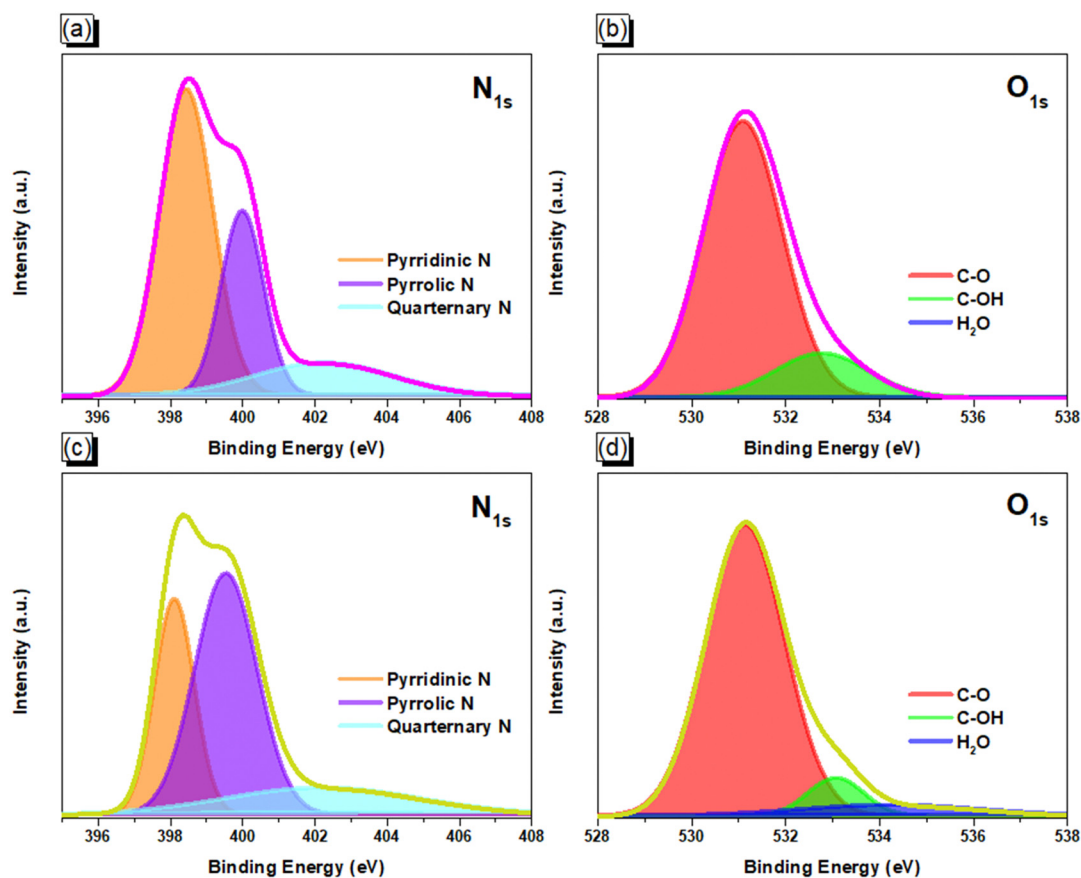 (a)
N1s
Intensity (a.u.)
Pyrridinic N
Pyrrolic N
Quarternary N
396 398 400 402 404 406 408
Binding Energy (eV)
(b)
O1s
Intensity (a.u.)
C-O
C-OH
H2O
528 530 532 534 536 538
Binding Energy (eV)
(c)
N1s
Intensity (a.u.)
Pyrridinic N
Pyrrolic N
Quarternary N
396 398 400 402 404 406 408
Binding Energy (eV)
(d)
O1s
Intensity (a.u.)
C-O
C-OH
H2O
528 530 532 534 536 538
Binding Energy (eV)